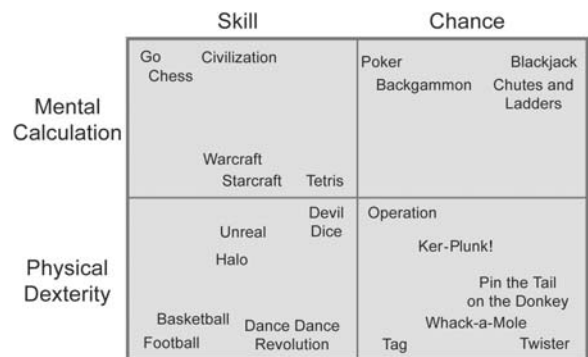 Skill
Chance
Mental
Calculation
Go
Civilization
Chess
Warcraft
Starcraft
Tetris
Poker
Blackjack
Backgammon
Chutes and
Ladders
Physical
Dexterity
Devil
Dice
Unreal
Halo
Basketball
Football
Dance Dance
Revolution
Operation
Ker-Plunk!
Pin the Tail
on the Donkey
Whack-a-Mole
Tag
Twister